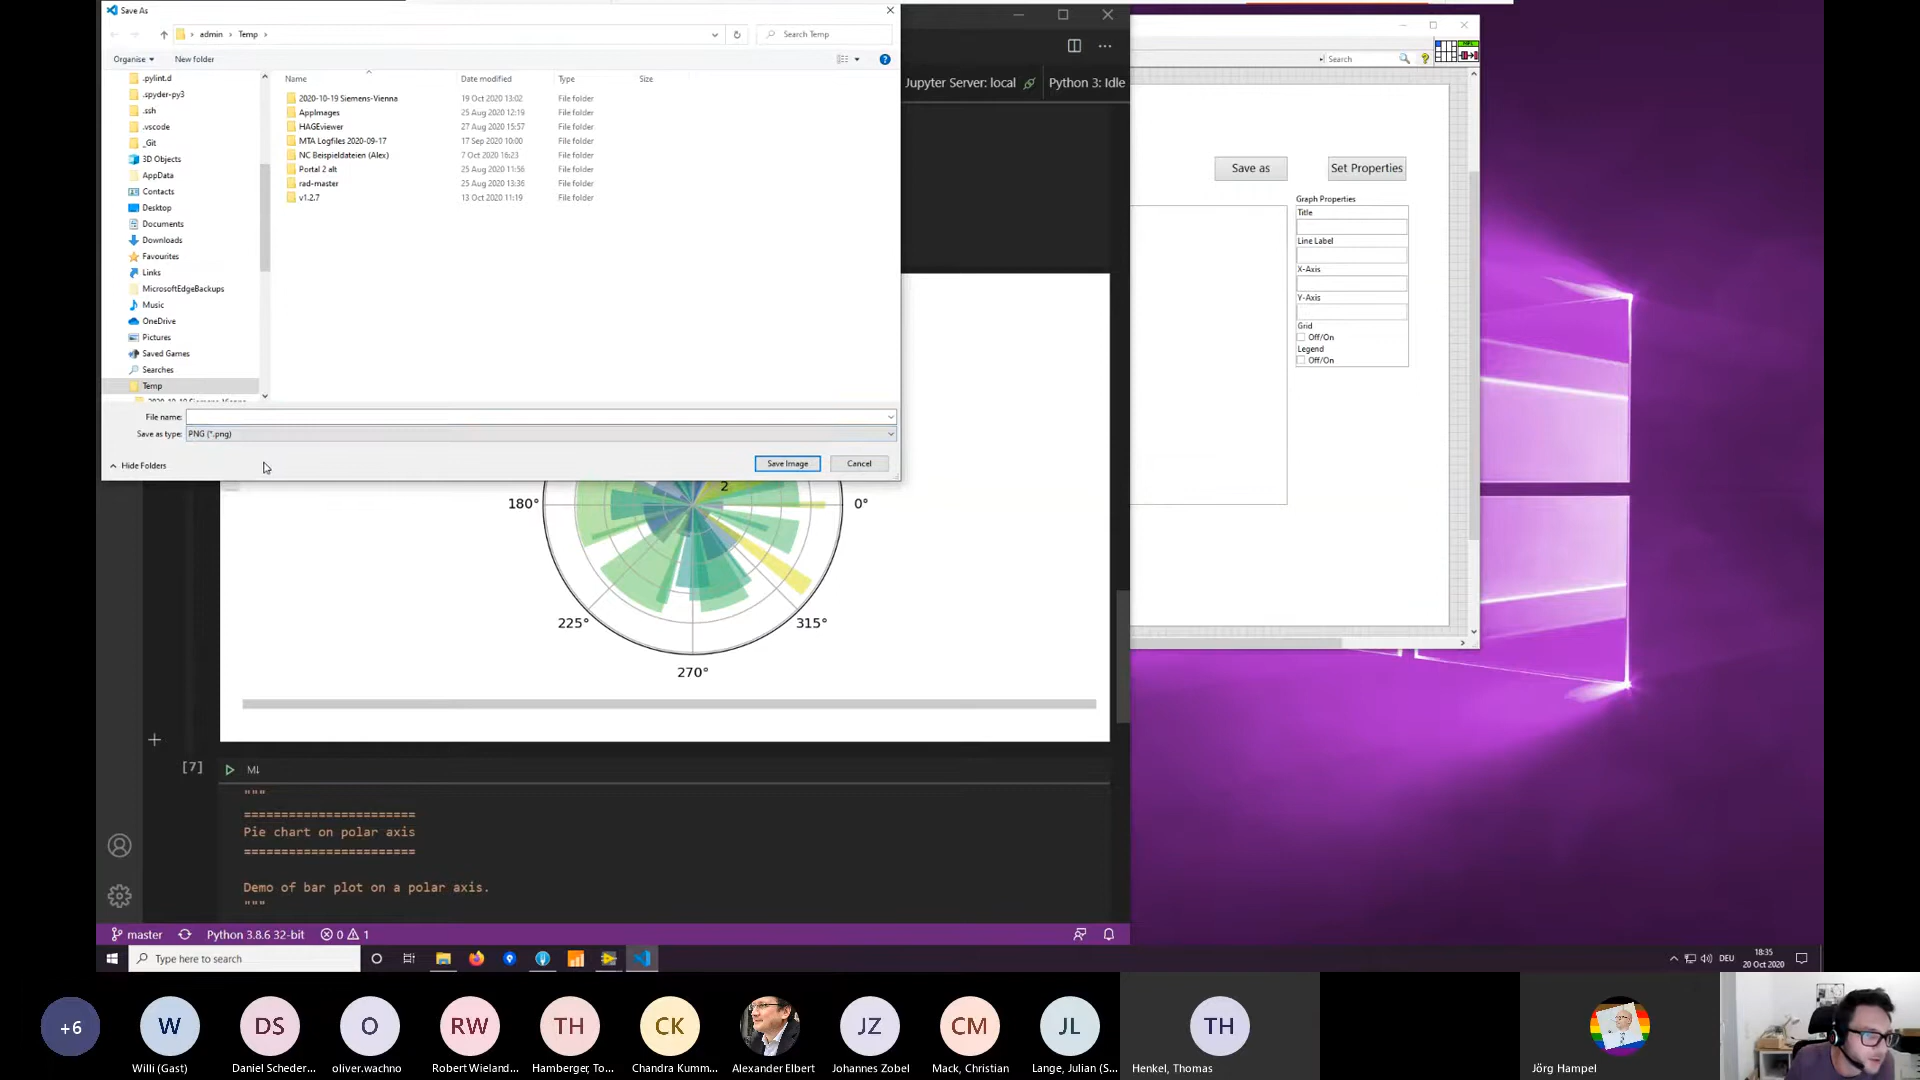 Save As
admin
Temp
Search Temp
Organise
New folder
Name
Date modified
Type
Size
.pylint.d
.spyder-py3
.ssh
.vscode
_Git
3D Objects
AppData
Contacts
Desktop
Documents
Downloads
Favourites
Links
MicrosoftEdgeBackups
Music
OneDrive
Pictures
Saved Games
Searches
Temp
2020-10-19 Siemens-Vienna
2020-10-19 Siemens-Vienna 19 Oct 2020 13:02 File folder
AppImages 25 Aug 2020 12:19 File folder
HAGEviewer 27 Aug 2020 15:57 File folder
MTA Logfiles 2020-09-17 17 Sep 2020 10:00 File folder
NC Beispieldateien (Alex) 7 Oct 2020 16:23 File folder
Portal 2 alt 25 Aug 2020 11:56 File folder
rad-master 25 Aug 2020 13:36 File folder
v1.2.7 13 Oct 2020 11:19 File folder
File name:
Save as type: PNG (*.png)
Hide Folders
Save Image
Cancel
Jupyter Server: local
Python 3: Idle
Search
Save as
Set Properties
Graph Properties
Title
Line Label
X-Axis
Y-Axis
Grid
Off/On
Legend
Off/On
2
180°
0°
225°
315°
270°
[7]
M↓
"""
=======================
Pie chart on polar axis
=======================
Demo of bar plot on a polar axis.
"""
master
Python 3.8.6 32-bit
0
1
Type here to search
DEU
18:35
20 Oct 2020
+6
W
DS
O
RW
TH
CK
JZ
CM
JL
TH
Willi (Gast)
Daniel Scheder...
oliver.wachno
Robert Wieland...
Hamberger, To...
Chandra Kumm...
Alexander Elbert
Johannes Zobel
Mack, Christian
Lange, Julian (S...
Henkel, Thomas
Jörg Hampel